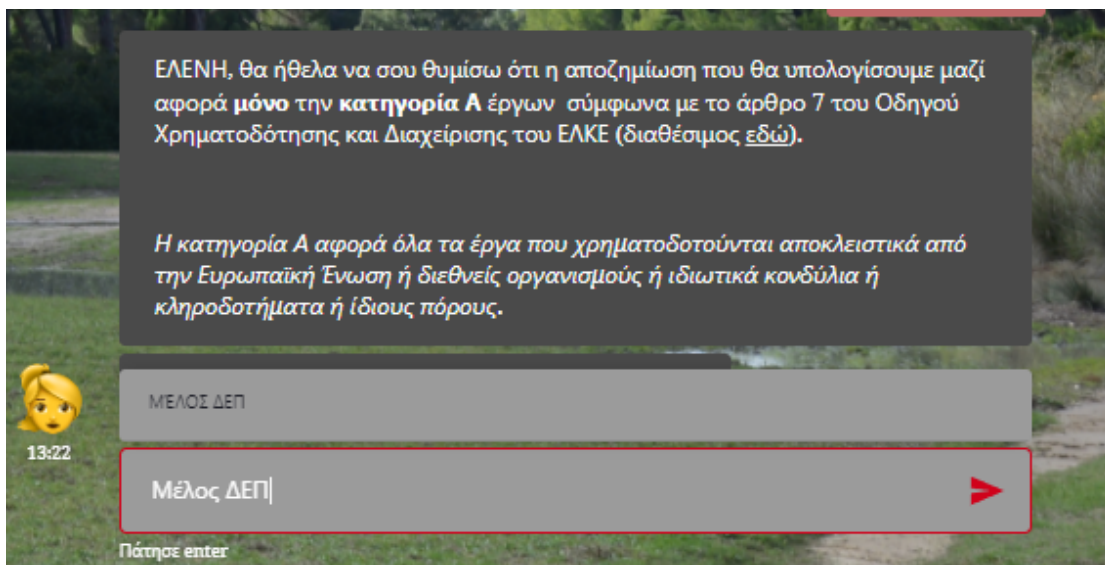 ΕΛΕΝΗ, θα ήθελα να σου θυμίσω ότι η αποζημίωση που θα υπολογίσουμε μαζί
αφορά μόνο την κατηγορία Α έργων σύμφωνα με το άρθρο 7 του Οδηγού
Χρηματοδότησης και Διαχείρισης του ΕΛΚΕ (διαθέσιμος εδώ).
Η κατηγορία Α αφορά όλα τα έργα που χρηματοδοτούνται αποκλειστικά από
την Ευρωπαϊκή Ένωση ή διεθνείς οργανισμούς ή ιδιωτικά κονδύλια ή
κληροδοτήματα ή ίδιους πόρους.
ΜΈΛΟΣ ΔΕΠ
13:22
Μέλος ΔΕΠ
Πάτησε enter